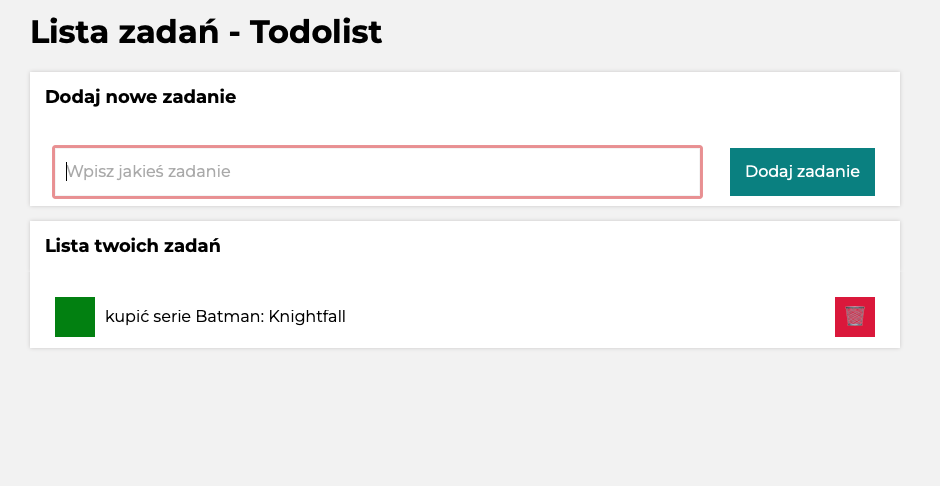 Lista zadań - Todolist
Dodaj nowe zadanie
Wpisz jakieś zadanie
Dodaj zadanie
Lista twoich zadań
kupić serie Batman: Knightfall